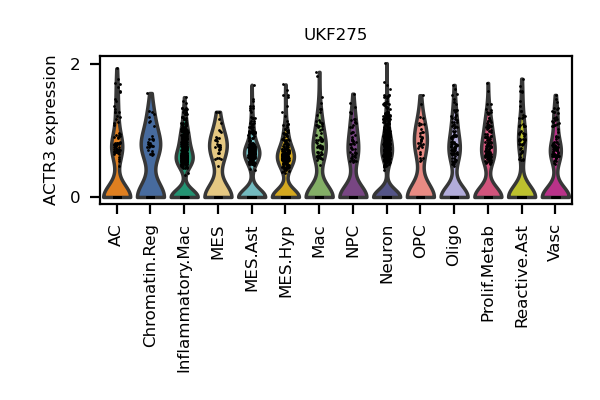 UKF275
ACTR3 expression
2
0
AC
Chromatin.Reg
Inflammatory.Mac
MES
MES.Ast
MES.Hyp
Mac
NPC
Neuron
OPC
Oligo
Prolif.Metab
Reactive.Ast
Vasc